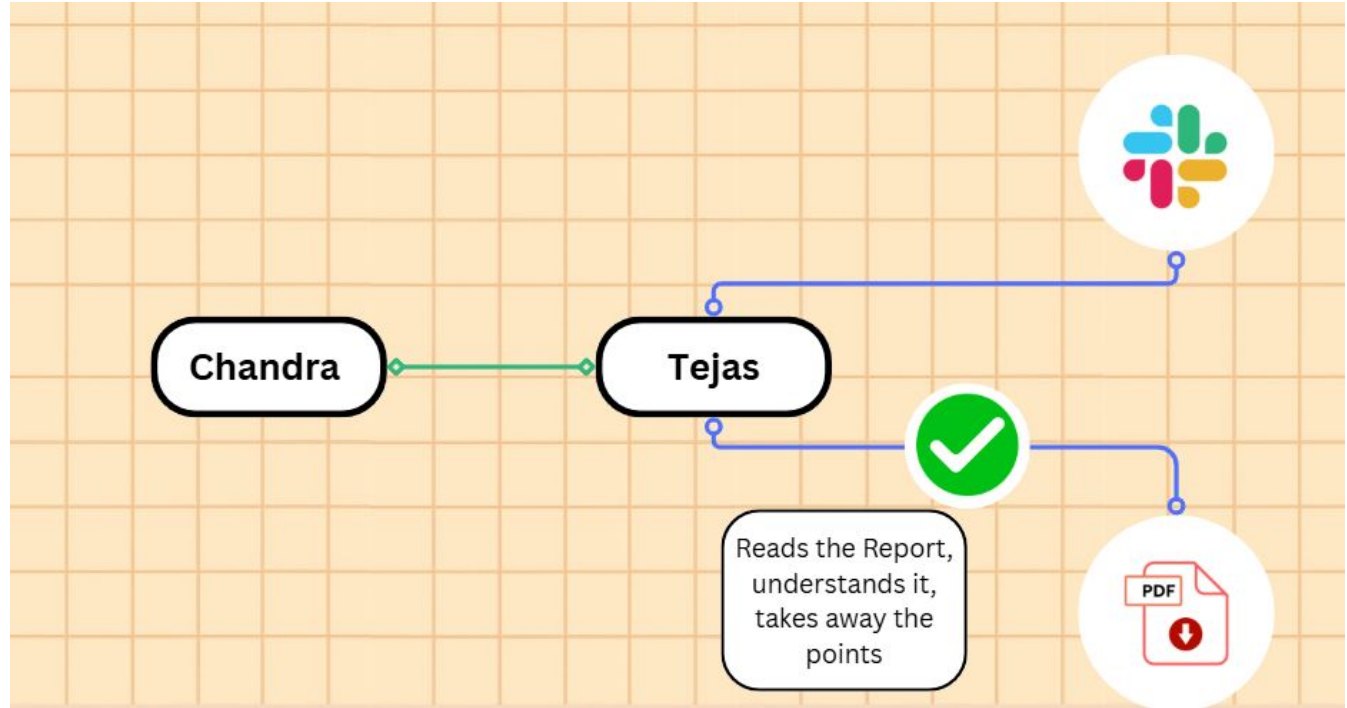 Chandra
Tejas
Reads the Report,
understands it,
takes away the
points
PDF